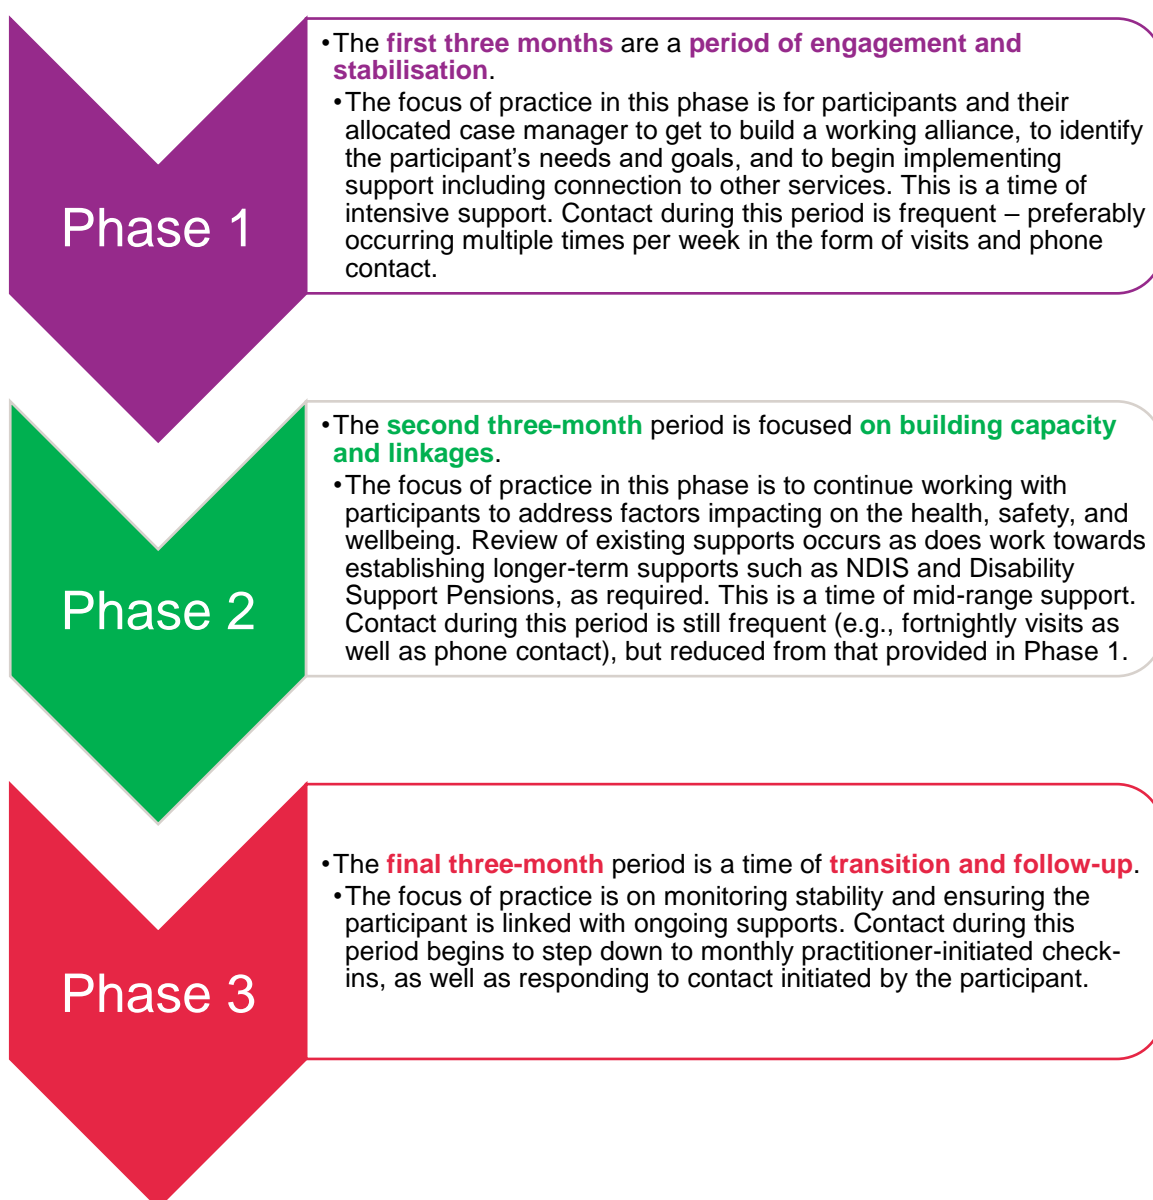 Phase 1
•The first three months are a period of engagement and
stabilisation.
•The focus of practice in this phase is for participants and their
allocated case manager to get to build a working alliance, to identify
the participant’s needs and goals, and to begin implementing
support including connection to other services. This is a time of
intensive support. Contact during this period is frequent – preferably
occurring multiple times per week in the form of visits and phone
contact.
Phase 2
•The second three-month period is focused on building capacity
and linkages.
•The focus of practice in this phase is to continue working with
participants to address factors impacting on the health, safety, and
wellbeing. Review of existing supports occurs as does work towards
establishing longer-term supports such as NDIS and Disability
Support Pensions, as required. This is a time of mid-range support.
Contact during this period is still frequent (e.g., fortnightly visits as
well as phone contact), but reduced from that provided in Phase 1.
Phase 3
•The final three-month period is a time of transition and follow-up.
•The focus of practice is on monitoring stability and ensuring the
participant is linked with ongoing supports. Contact during this
period begins to step down to monthly practitioner-initiated check-
ins, as well as responding to contact initiated by the participant.